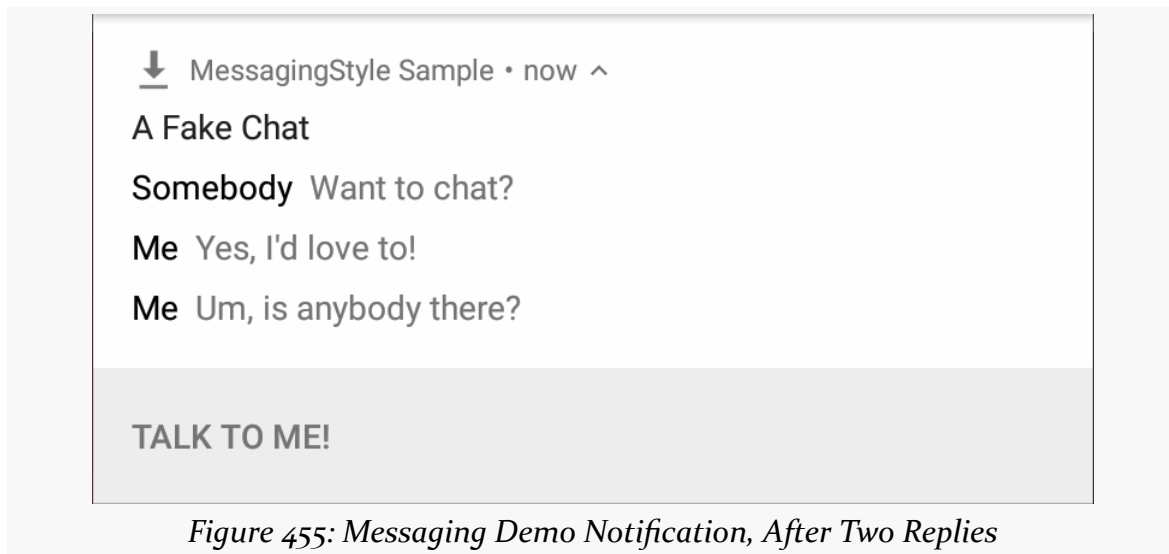 MessagingStyle Sample • now
A Fake Chat
Somebody Want to chat?
Me Yes, I'd love to!
Me Um, is anybody there?
TALK TO ME!
Figure 455: Messaging Demo Notification, After Two Replies